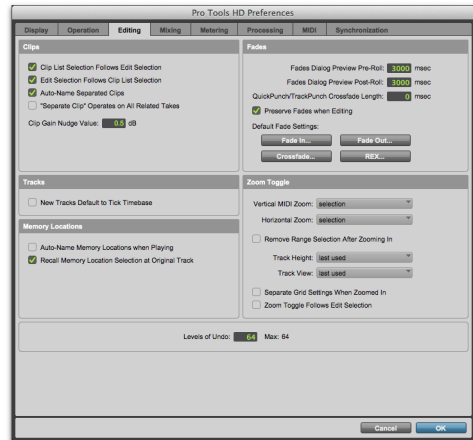 Pro Tools HD Preferences
Display Operation Editing Mixing Metering Processing MIDI Synchronization
Clips
Clip List Selection Follows Edit Selection
Edit Selection Follows Clip List Selection
Auto-Name Separated Clips
"Separate Clip" Operates on All Related Takes
Clip Gain Nudge Value: 0.5 dB
Fades
Fades Dialog Preview Pre-Roll: 3000 msec
Fades Dialog Preview Post-Roll: 3000 msec
QuickPunch/TrackPunch Crossfade Length: 0 msec
Preserve Fades when Editing
Default Fade Settings:
Fade In... Fade Out...
Crossfade... REX...
Tracks
New Tracks Default to Tick Timebase
Memory Locations
Auto-Name Memory Locations when Playing
Recall Memory Location Selection at Original Track
Zoom Toggle
Vertical MIDI Zoom: selection
Horizontal Zoom: selection
Remove Range Selection After Zooming In
Track Height: last used
Track View: last used
Separate Grid Settings When Zoomed In
Zoom Toggle Follows Edit Selection
Levels of Undo: 64 Max: 64
Cancel OK